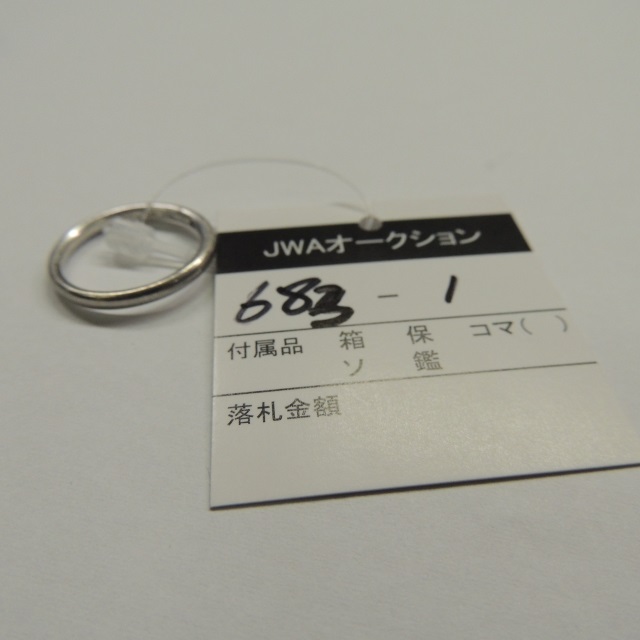 JWAオークション
683 - 1
付属品 箱 保 コマ( )
ソ 鑑
落札金額